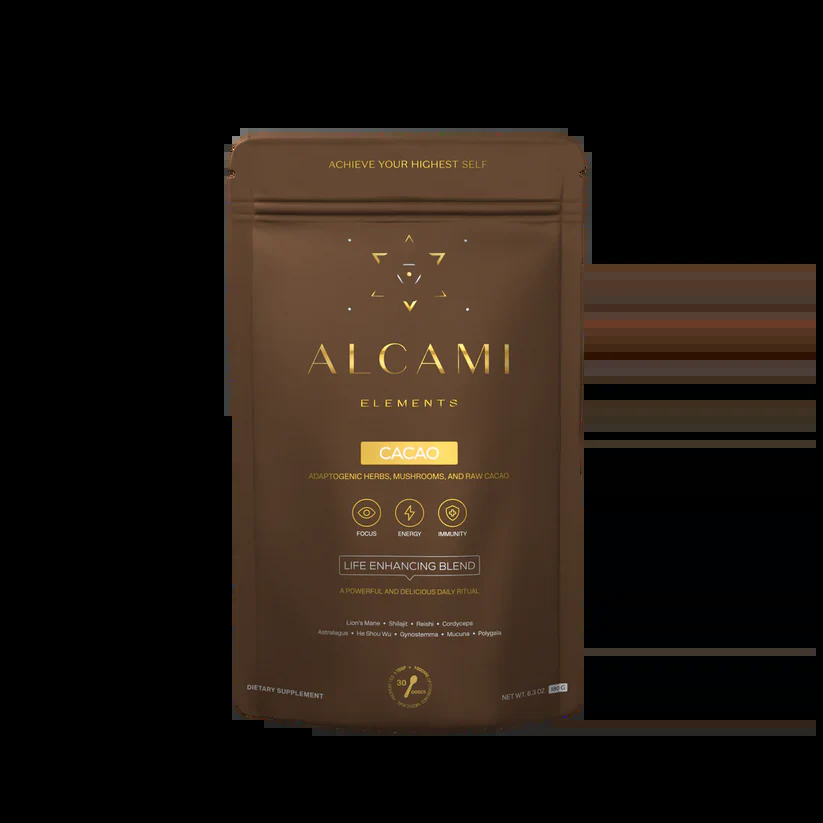 ACHIEVE YOUR HIGHEST SELF
ALCAMI
ELEMENTS
CACAO
ADAPTOGENIC HERBS, MUSHROOMS, AND RAW CACAO
FOCUS ENERGY IMMUNITY
LIFE ENHANCING BLEND
A POWERFUL AND DELICIOUS DAILY RITUAL
Lion's Mane • Shilajit • Reishi • Cordyceps
Astralagus • He Shou Wu • Gynostemma • Mucuna • Polygala
30 DOSES
DIETARY SUPPLEMENT
NET WT. 6.3 OZ 180 G